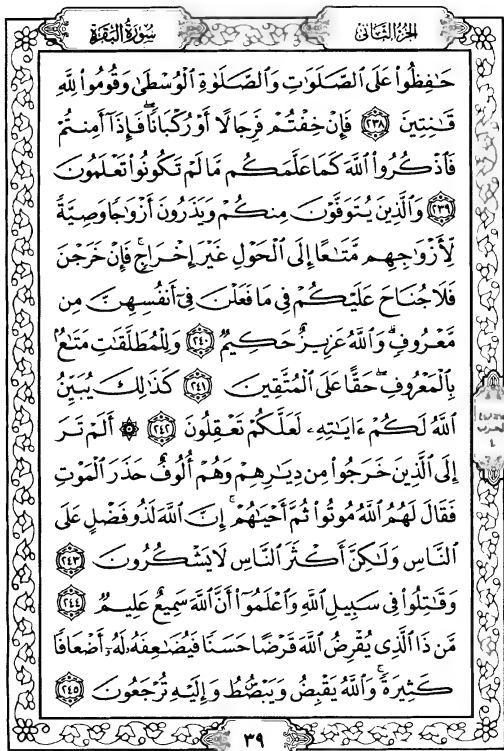 الجزء الثاني
سورة البقرة
حَٰفِظُوا۟ عَلَى ٱلصَّلَوَٰتِ وَٱلصَّلَوٰةِ ٱلْوُسْطَىٰ وَقُومُوا۟ لِلَّهِ
قَٰنِتِينَ ٢٣٨ فَإِنْ خِفْتُمْ فَرِجَالًا أَوْ رُكْبَانًا ۖ فَإِذَآ أَمِنتُمْ
فَٱذْكُرُوا۟ ٱللَّهَ كَمَا عَلَّمَكُم مَّا لَمْ تَكُونُوا۟ تَعْلَمُونَ
٢٣٩ وَٱلَّذِينَ يُتَوَفَّوْنَ مِنكُمْ وَيَذَرُونَ أَزْوَٰجًا وَصِيَّةً
لِّأَزْوَٰجِهِم مَّتَٰعًا إِلَى ٱلْحَوْلِ غَيْرَ إِخْرَاجٍ ۚ فَإِنْ خَرَجْنَ
فَلَا جُنَاحَ عَلَيْكُمْ فِى مَا فَعَلْنَ فِىٓ أَنفُسِهِنَّ مِن
مَّعْرُوفٍ ۗ وَٱللَّهُ عَزِيزٌ حَكِيمٌ ٢٤٠ وَلِلْمُطَلَّقَٰتِ مَتَٰعٌۢ
بِٱلْمَعْرُوفِ ۖ حَقًّا عَلَى ٱلْمُتَّقِينَ ٢٤١ كَذَٰلِكَ يُبَيِّنُ
ٱللَّهُ لَكُمْ ءَايَٰتِهِۦ لَعَلَّكُمْ تَعْقِلُونَ ٢٤٢ ۞ أَلَمْ تَرَ
إِلَى ٱلَّذِينَ خَرَجُوا۟ مِن دِيَٰرِهِمْ وَهُمْ أُلُوفٌ حَذَرَ ٱلْمَوْتِ
فَقَالَ لَهُمُ ٱللَّهُ مُوتُوا۟ ثُمَّ أَحْيَٰهُمْ ۚ إِنَّ ٱللَّهَ لَذُو فَضْلٍ عَلَى
ٱلنَّاسِ وَلَٰكِنَّ أَكْثَرَ ٱلنَّاسِ لَا يَشْكُرُونَ ٢٤٣
وَقَٰتِلُوا۟ فِى سَبِيلِ ٱللَّهِ وَٱعْلَمُوٓا۟ أَنَّ ٱللَّهَ سَمِيعٌ عَلِيمٌ ٢٤٤
مَّن ذَا ٱلَّذِى يُقْرِضُ ٱللَّهَ قَرْضًا حَسَنًا فَيُضَٰعِفَهُۥ لَهُۥٓ أَضْعَافًا
كَثِيرَةً ۚ وَٱللَّهُ يَقْبِضُ وَيَبْصُۜطُ وَإِلَيْهِ تُرْجَعُونَ ٢٤٥
٣٩